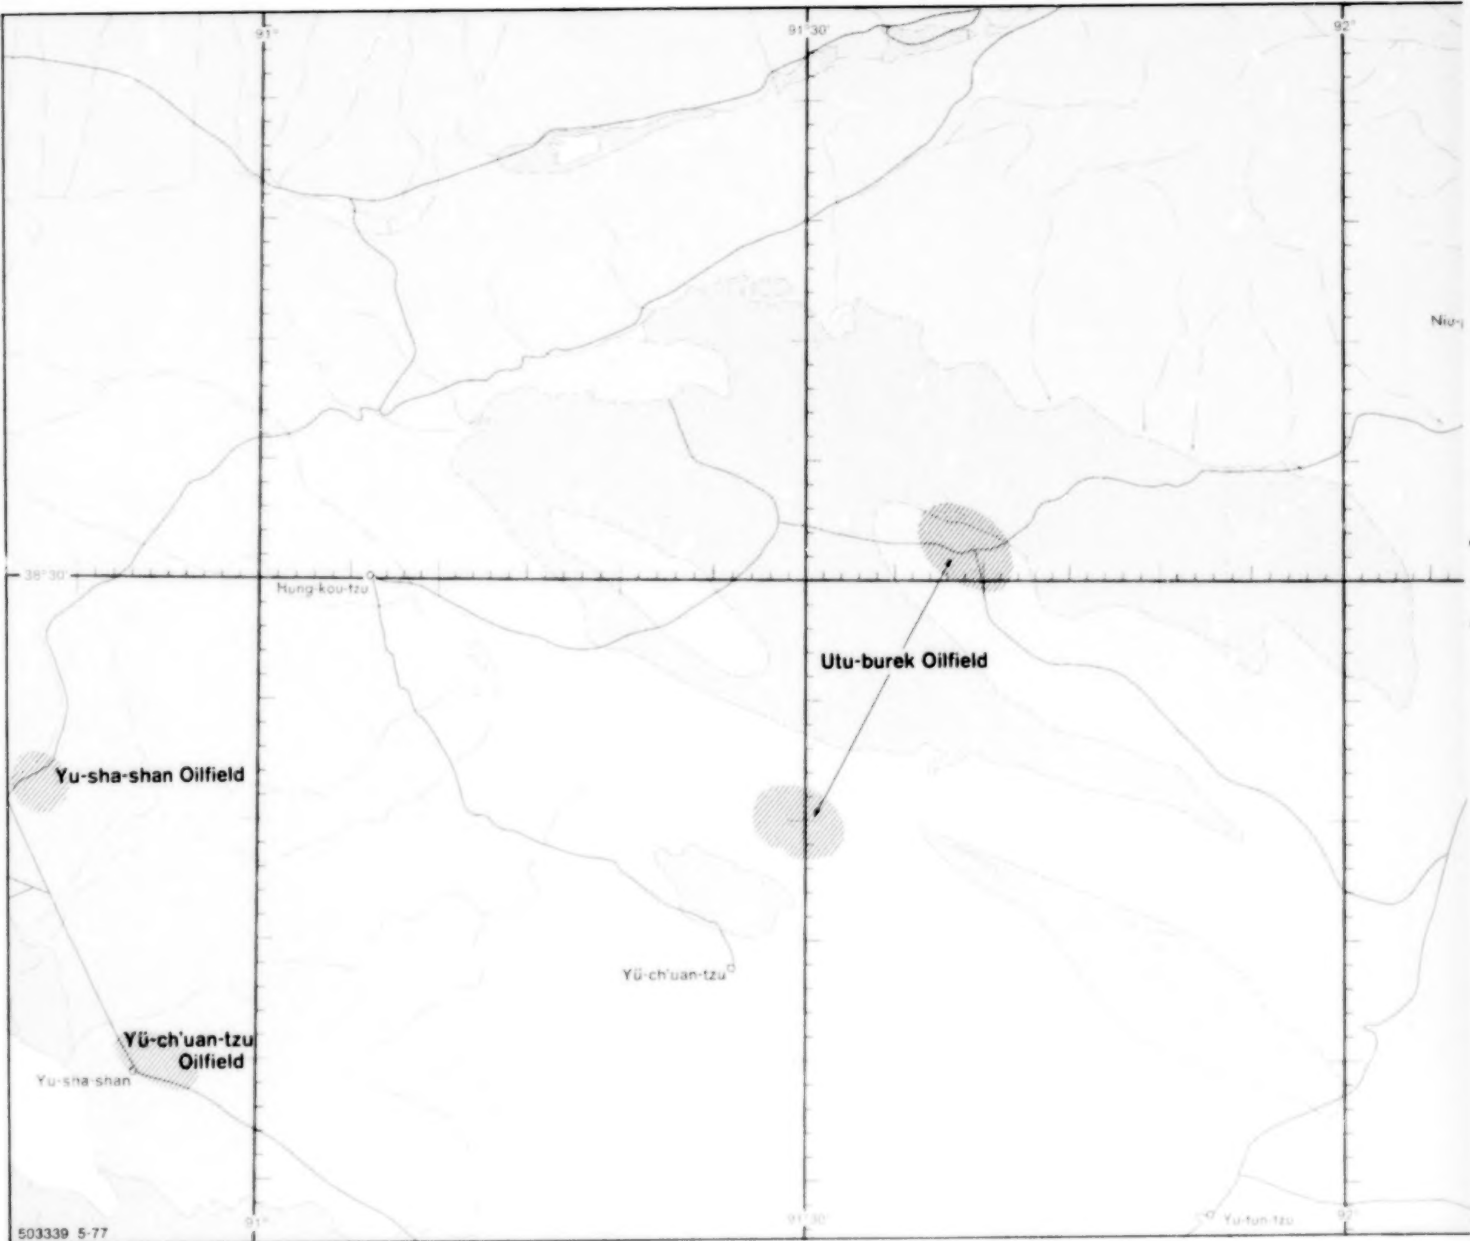 91°
91°30'
92°
Niu-
38°30'
Hung-kou-tzu
Utu-burek Oilfield
Yu-sha-shan Oilfield
Yü-ch'uan-tzu
Yü-ch'uan-tzu
Oilfield
Yu-sha-shan
91°
91°30'
92°
Yu-tun-tzu
503339 5-77